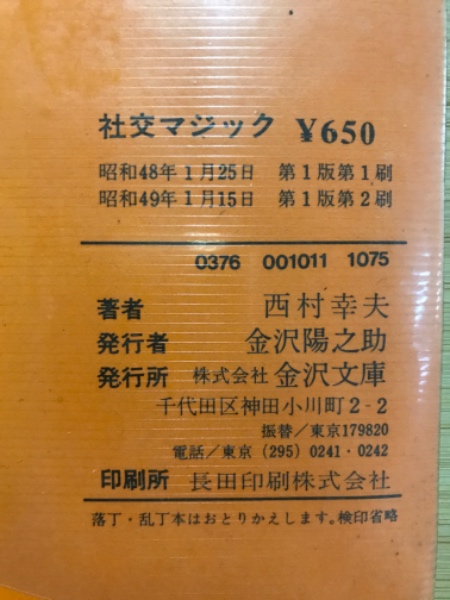 社交マジック ¥650
昭和48年1月25日 第1版第1刷
昭和49年1月15日 第1版第2刷
0376 001011 1075
著者 西村幸夫
発行者 金沢陽之助
発行所 株式会社 金沢文庫
千代田区神田小川町2-2
振替/東京179820
電話/東京(295)0241・0242
印刷所 長田印刷株式会社
落丁・乱丁本はおとりかえします。検印省略